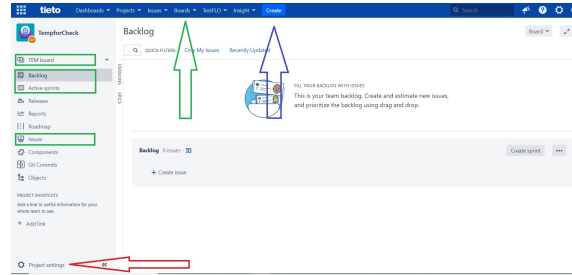 tieto Dashboards Projects Issues Boards TestFLO Insight Create Search
TempforCheck
Backlog
Board
QUICK FILTERS: Only My Issues Recently Updated
TEM board
Backlog
Active sprints
Releases
Reports
Roadmap
Issues
Components
Git Commits
Objects
PROJECT SHORTCUTS
Add a link to useful information for your
whole team to see.
+ Add link
Project settings
VERSIONS
EPICS
FILL YOUR BACKLOG WITH ISSUES
This is your team backlog. Create and estimate new issues,
and prioritize the backlog using drag and drop.
Backlog 0 issues
Create sprint ...
+ Create issue